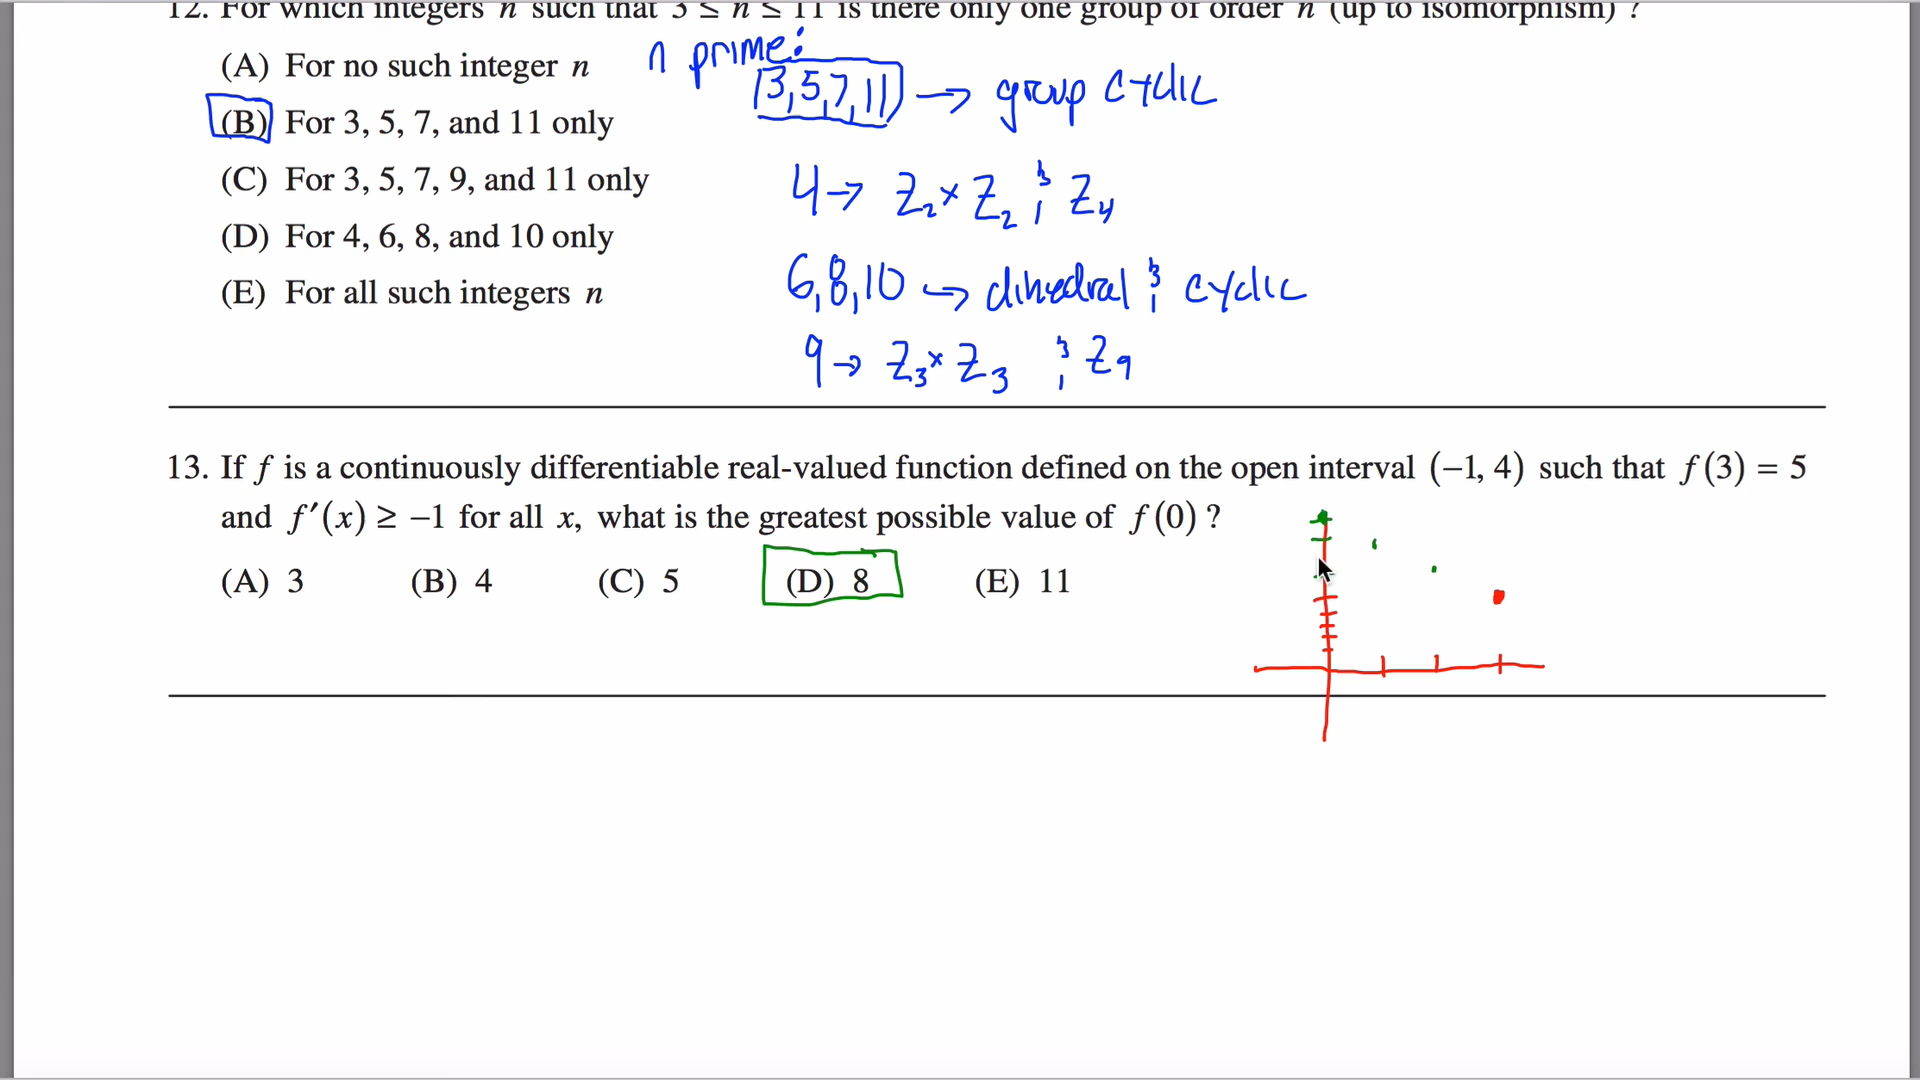 12. For which integers n such that 3 ≤ n ≤ 11 is there only one group of order n (up to isomorphism) ?
(A) For no such integer n
(B) For 3, 5, 7, and 11 only
(C) For 3, 5, 7, 9, and 11 only
(D) For 4, 6, 8, and 10 only
(E) For all such integers n
n prime:
3,5,7,11 → group cyclic
4 → Z₂ × Z₂ & Z₄
6,8,10 → dihedral & cyclic
9 → Z₃ × Z₃ & Z₉
13. If f is a continuously differentiable real-valued function defined on the open interval (−1, 4) such that f(3) = 5
and f′(x) ≥ −1 for all x, what is the greatest possible value of f(0) ?
(A) 3 (B) 4 (C) 5 (D) 8 (E) 11